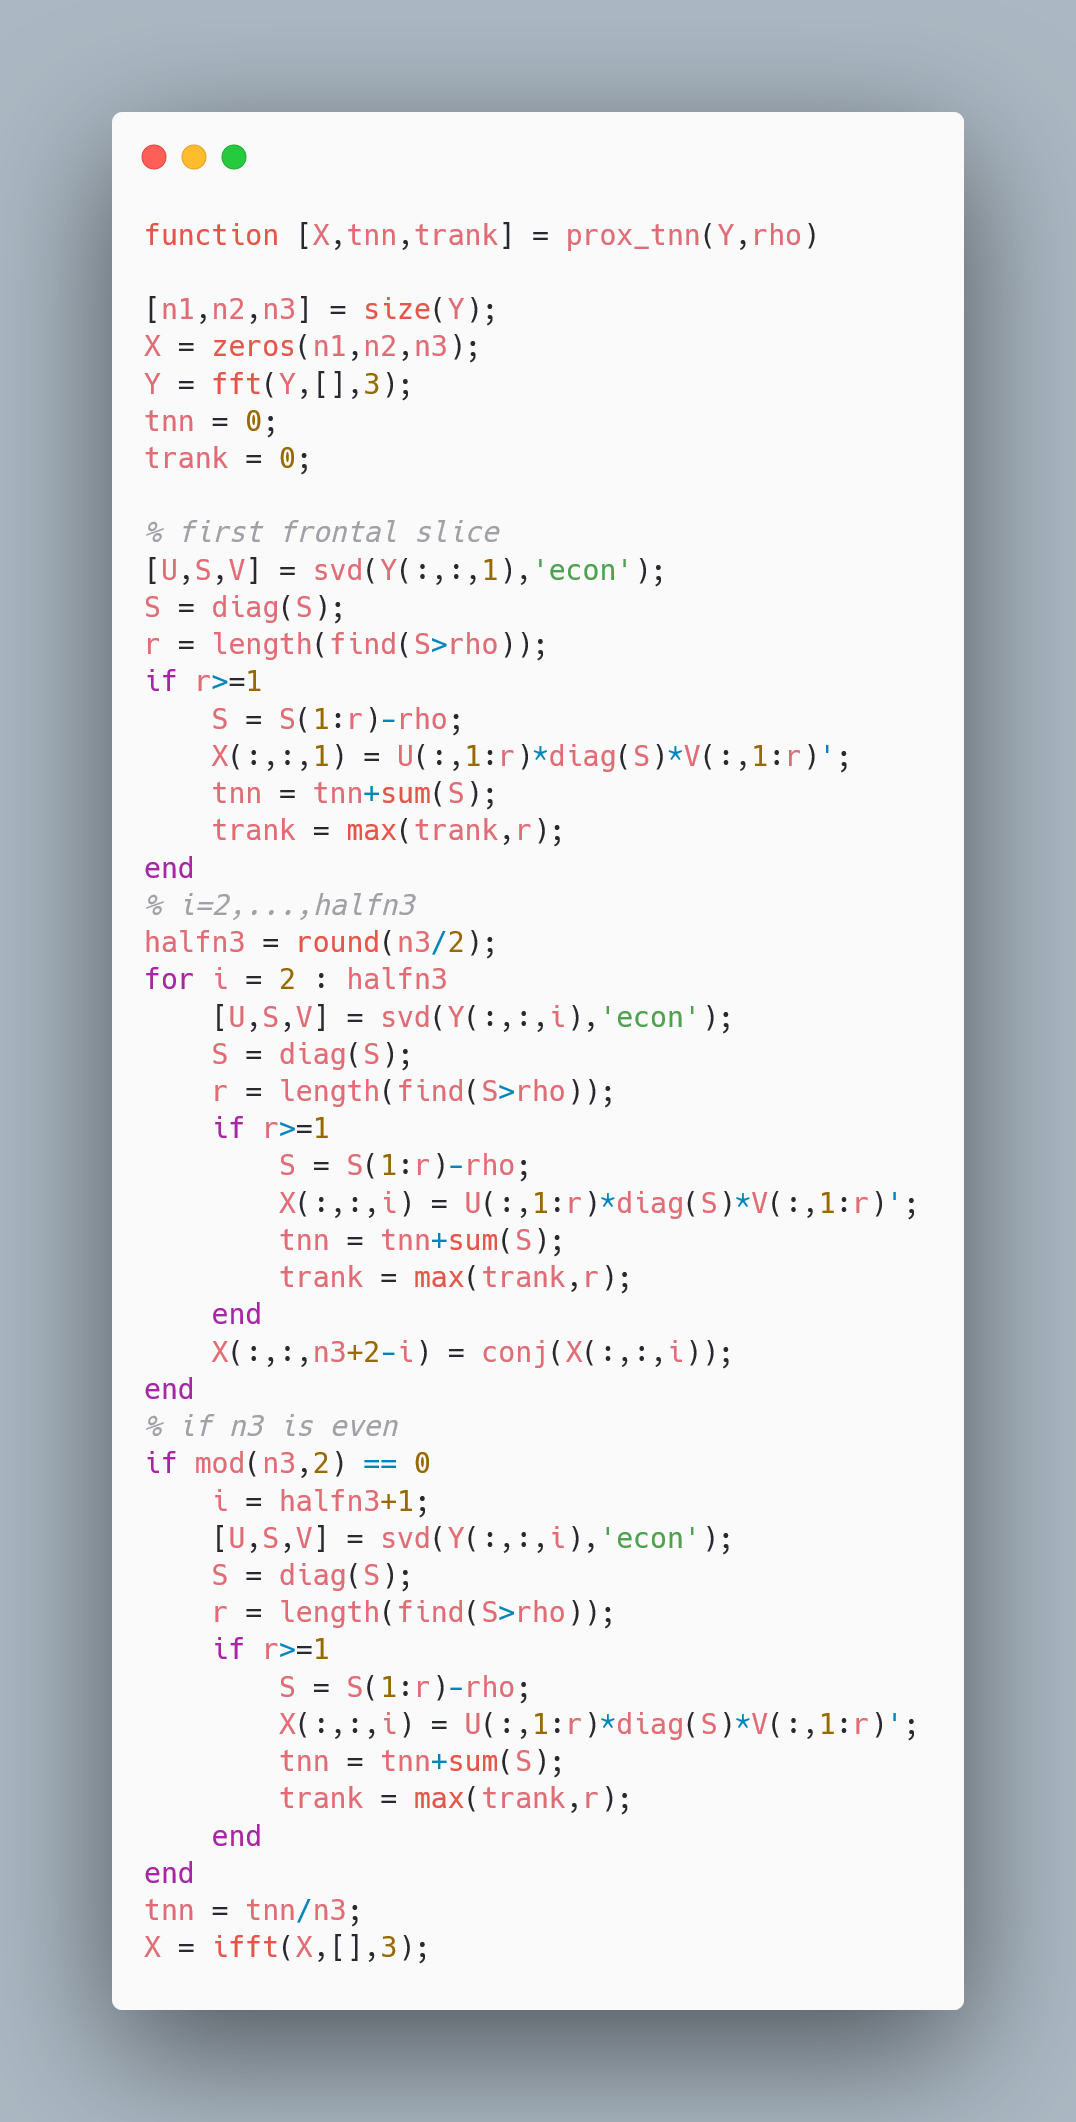 function [X,tnn,trank] = prox_tnn(Y,rho)

[n1,n2,n3] = size(Y);
X = zeros(n1,n2,n3);
Y = fft(Y,[],3);
tnn = 0;
trank = 0;

% first frontal slice
[U,S,V] = svd(Y(:,:,1),'econ');
S = diag(S);
r = length(find(S>rho));
if r>=1
    S = S(1:r)-rho;
    X(:,:,1) = U(:,1:r)*diag(S)*V(:,1:r)';
    tnn = tnn+sum(S);
    trank = max(trank,r);
end
% i=2,...,halfn3
halfn3 = round(n3/2);
for i = 2 : halfn3
    [U,S,V] = svd(Y(:,:,i),'econ');
    S = diag(S);
    r = length(find(S>rho));
    if r>=1
        S = S(1:r)-rho;
        X(:,:,i) = U(:,1:r)*diag(S)*V(:,1:r)';
        tnn = tnn+sum(S);
        trank = max(trank,r);
    end
    X(:,:,n3+2-i) = conj(X(:,:,i));
end
% if n3 is even
if mod(n3,2) == 0
    i = halfn3+1;
    [U,S,V] = svd(Y(:,:,i),'econ');
    S = diag(S);
    r = length(find(S>rho));
    if r>=1
        S = S(1:r)-rho;
        X(:,:,i) = U(:,1:r)*diag(S)*V(:,1:r)';
        tnn = tnn+sum(S);
        trank = max(trank,r);
    end
end
tnn = tnn/n3;
X = ifft(X,[],3);